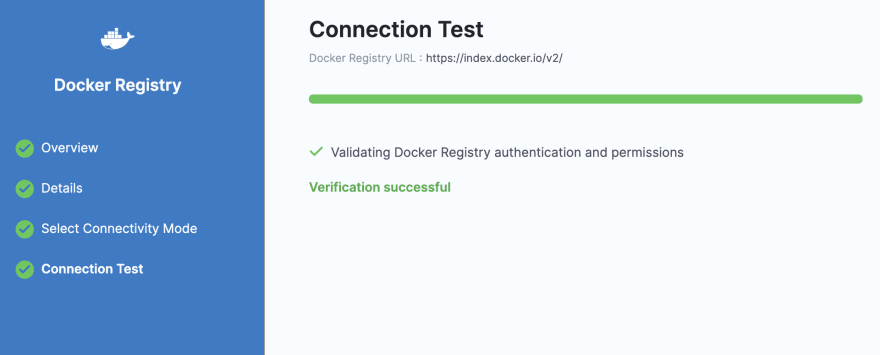 Docker Registry
Overview
Details
Select Connectivity Mode
Connection Test
Connection Test
Docker Registry URL : https://index.docker.io/v2/
Validating Docker Registry authentication and permissions
Verification successful